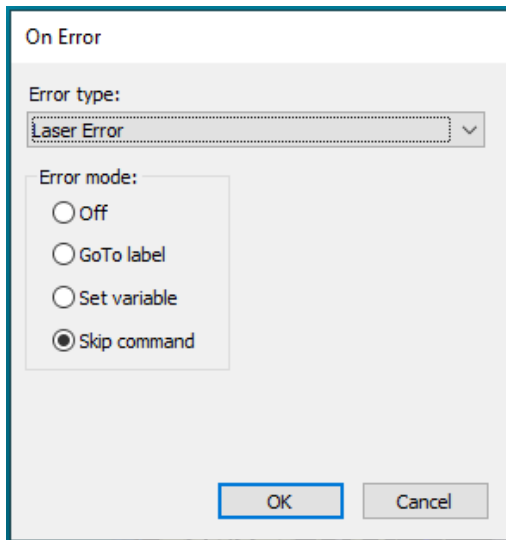 On Error
Error type:
Laser Error
Error mode:
Off
GoTo label
Set variable
Skip command
OK Cancel